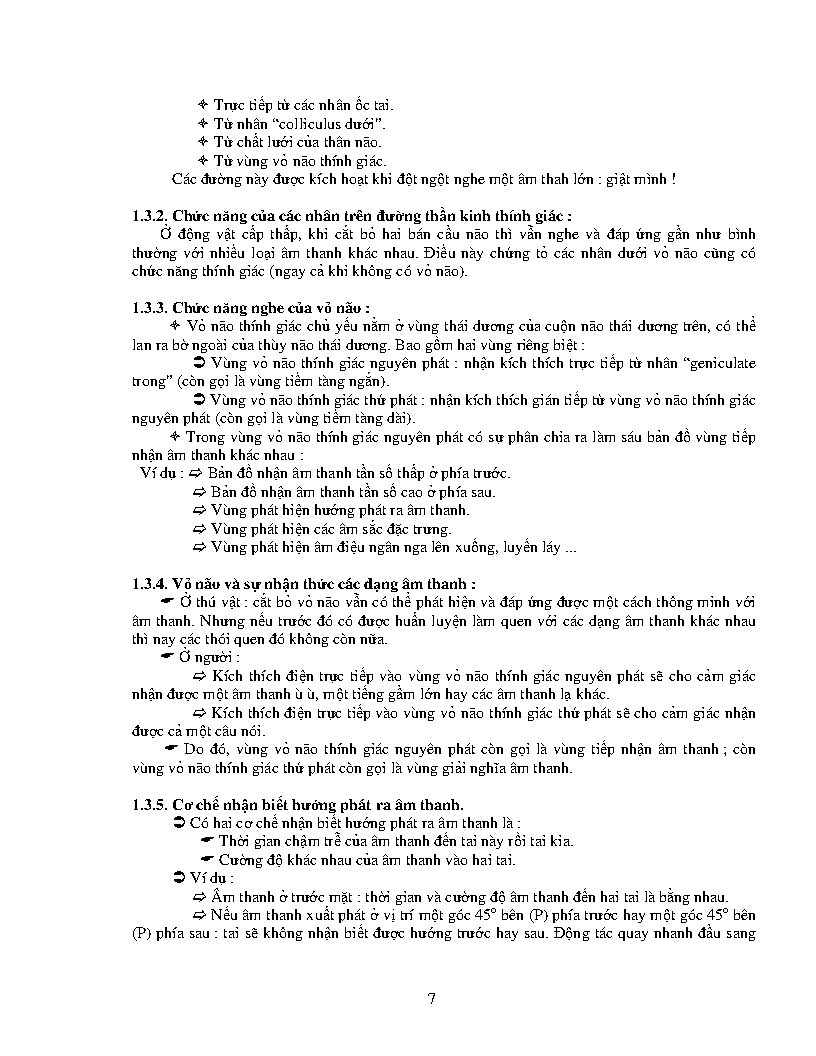 ✧ Trực tiếp từ các nhân ốc tai.
✧ Từ nhân “colliculus dưới”.
✧ Từ chất lưới của thân não.
✧ Từ vùng vỏ não thính giác.
Các đường này được kích hoạt khi đột ngột nghe một âm thah lớn : giật mình !
1.3.2. Chức năng của các nhân trên đường thần kinh thính giác :
Ở động vật cấp thấp, khi cắt bỏ hai bán cầu não thì vẫn nghe và đáp ứng gần như bình
thường với nhiều loại âm thanh khác nhau. Điều này chứng tỏ các nhân dưới vỏ não cũng có
chức năng thính giác (ngay cả khi không có vỏ não).
1.3.3. Chức năng nghe của vỏ não :
✧ Vỏ não thính giác chủ yếu nằm ở vùng thái dương của cuộn não thái dương trên, có thể
lan ra bờ ngoài của thùy não thái dương. Bao gồm hai vùng riêng biệt :
➲ Vùng vỏ não thính giác nguyên phát : nhận kích thích trực tiếp từ nhân “geniculate
trong” (còn gọi là vùng tiềm tàng ngắn).
➲ Vùng vỏ não thính giác thứ phát : nhận kích thích gián tiếp từ vùng vỏ não thính giác
nguyên phát (còn gọi là vùng tiềm tàng dài).
✧ Trong vùng vỏ não thính giác nguyên phát có sự phân chia ra làm sáu bản đồ vùng tiếp
nhận âm thanh khác nhau :
Ví dụ : ➪ Bản đồ nhận âm thanh tần số thấp ở phía trước.
➪ Bản đồ nhận âm thanh tần số cao ở phía sau.
➪ Vùng phát hiện hướng phát ra âm thanh.
➪ Vùng phát hiện các âm sắc đặc trưng.
➪ Vùng phát hiện âm điệu ngân nga lên xuống, luyến láy ...
1.3.4. Vỏ não và sự nhận thức các dạng âm thanh :
☛ Ở thú vật : cắt bỏ vỏ não vẫn có thể phát hiện và đáp ứng được một cách thông minh với
âm thanh. Nhưng nếu trước đó có được huấn luyện làm quen với các dạng âm thanh khác nhau
thì nay các thói quen đó không còn nữa.
☛ Ở người :
➪ Kích thích điện trực tiếp vào vùng vỏ não thính giác nguyên phát sẽ cho cảm giác
nhận được một âm thanh ù ù, một tiếng gầm lớn hay các âm thanh lạ khác.
➪ Kích thích điện trực tiếp vào vùng vỏ não thính giác thứ phát sẽ cho cảm giác nhận
được cả một câu nói.
☛ Do đó, vùng vỏ não thính giác nguyên phát còn gọi là vùng tiếp nhận âm thanh ; còn
vùng vỏ não thính giác thứ phát còn gọi là vùng giải nghĩa âm thanh.
1.3.5. Cơ chế nhận biết hướng phát ra âm thanh.
➲ Có hai cơ chế nhận biết hướng phát ra âm thanh là :
☛ Thời gian chậm trễ của âm thanh đến tai này rồi tai kia.
☛ Cường độ khác nhau của âm thanh vào hai tai.
➲ Ví dụ :
➪ Âm thanh ở trước mặt : thời gian và cường độ âm thanh đến hai tai là bằng nhau.
➪ Nếu âm thanh xuất phát ở vị trí một góc 45º bên (P) phía trước hay một góc 45º bên
(P) phía sau : tai sẽ không nhận biết được hướng trước hay sau. Động tác quay nhanh đầu sang
7